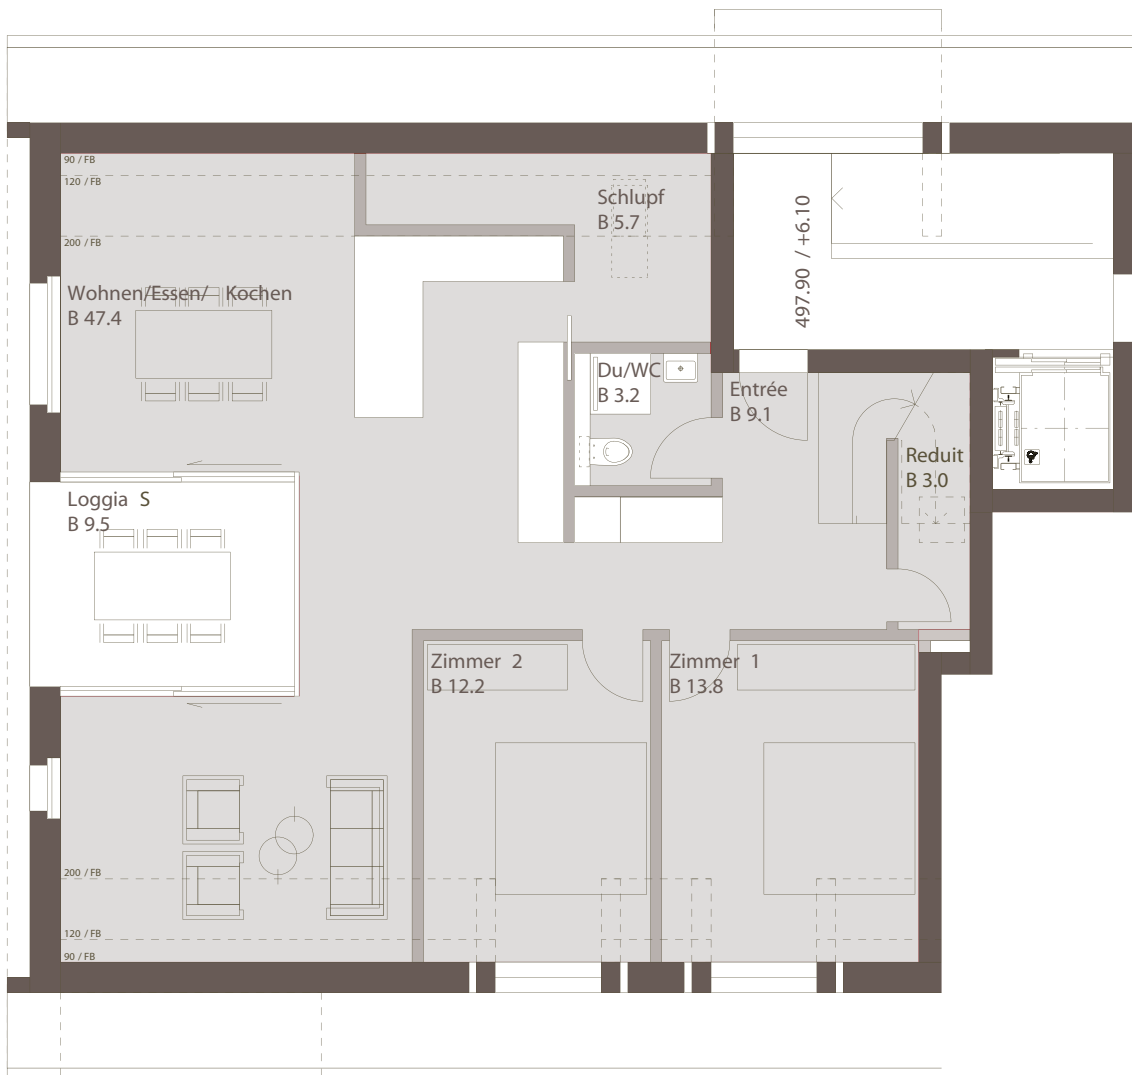 90 / FB
120 / FB
Schlupf
B 5.7
497.90 / +6.10
200 / FB
Wohnen/Essen/ Kochen
B 47.4
Du/WC
B 3.2
Entrée
B 9.1
Reduit
B 3.0
Loggia S
B 9.5
Zimmer 2
B 12.2
Zimmer 1
B 13.8
200 / FB
120 / FB
90 / FB